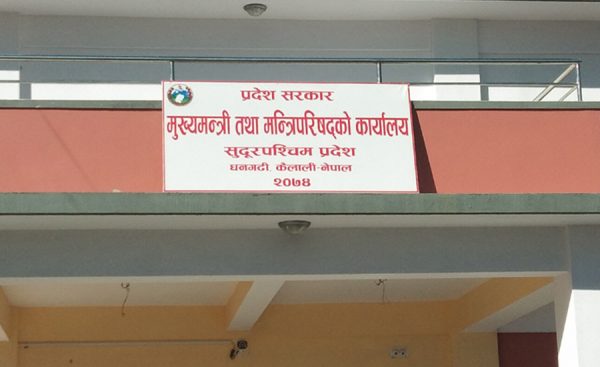 प्रदेश सरकार
मुख्यमन्त्री तथा मन्त्रिपरिषद्को कार्यालय
सुदूरपश्चिम प्रदेश
धनगढी, कैलाली-नेपाल
२०७४